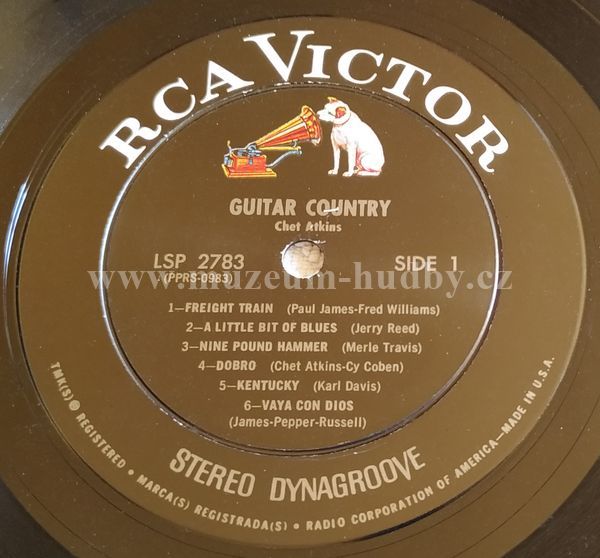 RCA VICTOR
GUITAR COUNTRY
Chet Atkins
LSP 2783
(PPRS-0983)
SIDE 1
www.muzeum-hudby.cz
1—FREIGHT TRAIN (Paul James-Fred Williams)
2—A LITTLE BIT OF BLUES (Jerry Reed)
3—NINE POUND HAMMER (Merle Travis)
4—DOBRO (Chet Atkins-Cy Coben)
5—KENTUCKY (Karl Davis)
6—VAYA CON DIOS
(James-Pepper-Russell)
STEREO DYNAGROOVE
TMK(S) ® REGISTERED • MARCA(S) REGISTRADA(S) • RADIO CORPORATION OF AMERICA—MADE IN U.S.A.